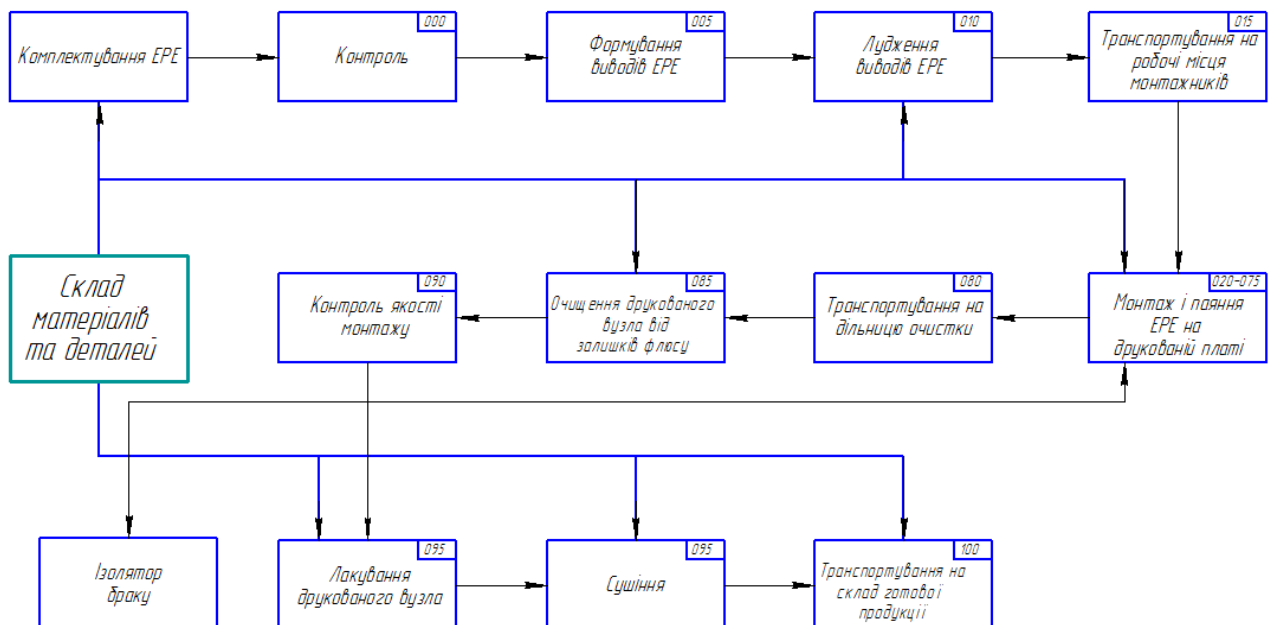 Комплектування ЕРЕ
000
Контроль
005
Формування
виводів ЕРЕ
010
Лудження
виводів ЕРЕ
015
Транспортування на
робочі місця
монтажників
Склад
матеріалів
та деталей
090
Контроль якості
монтажу
085
Очищення друкованого
вузла від
залишків флюсу
080
Транспортування на
дільницю очистки
020-075
Монтаж і паяння
ЕРЕ на
друкованій платі
Ізолятор
браку
095
Лакування
друкованого вузла
095
Сушіння
100
Транспортування на
склад готової
продукції